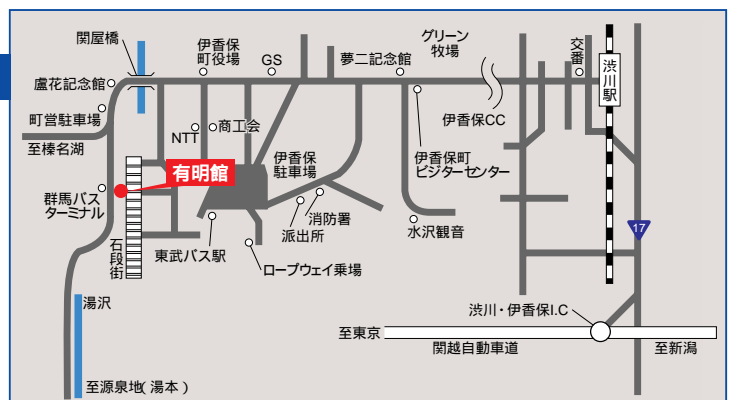 関屋橋
伊香保
町役場
GS
夢二記念館
グリーン
牧場
交番
渋川駅
盧花記念館
町営駐車場
至榛名湖
NTT
商工会
伊香保CC
有明館
伊香保
駐車場
伊香保町
ビジターセンター
群馬バス
ターミナル
石段街
東武バス駅
派出所
消防署
水沢観音
ロープウェイ乗場
17
湯沢
渋川・伊香保I.C
至東京
関越自動車道
至新潟
至源泉地(湯本)